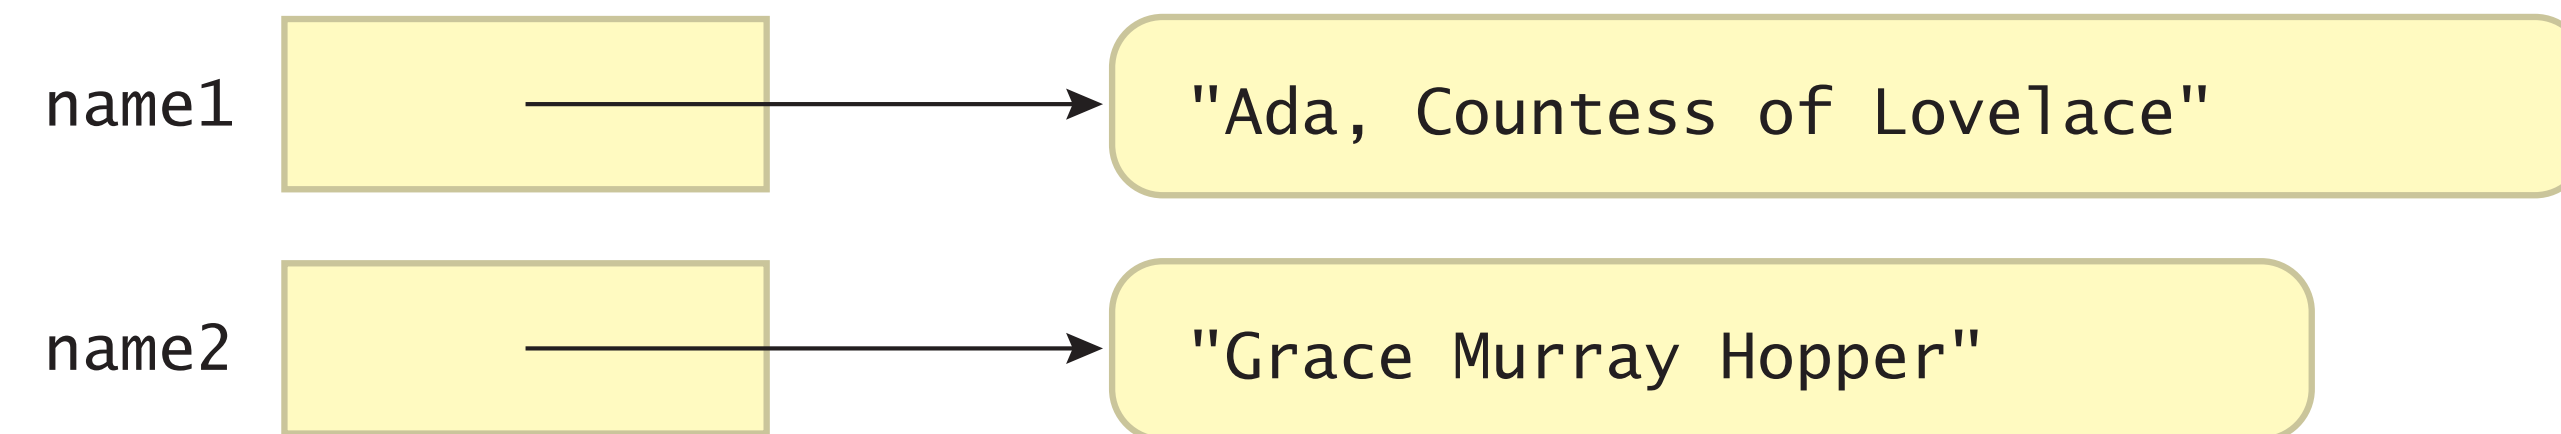 name1 "Ada, Countess of Lovelace"
name2 "Grace Murray Hopper"